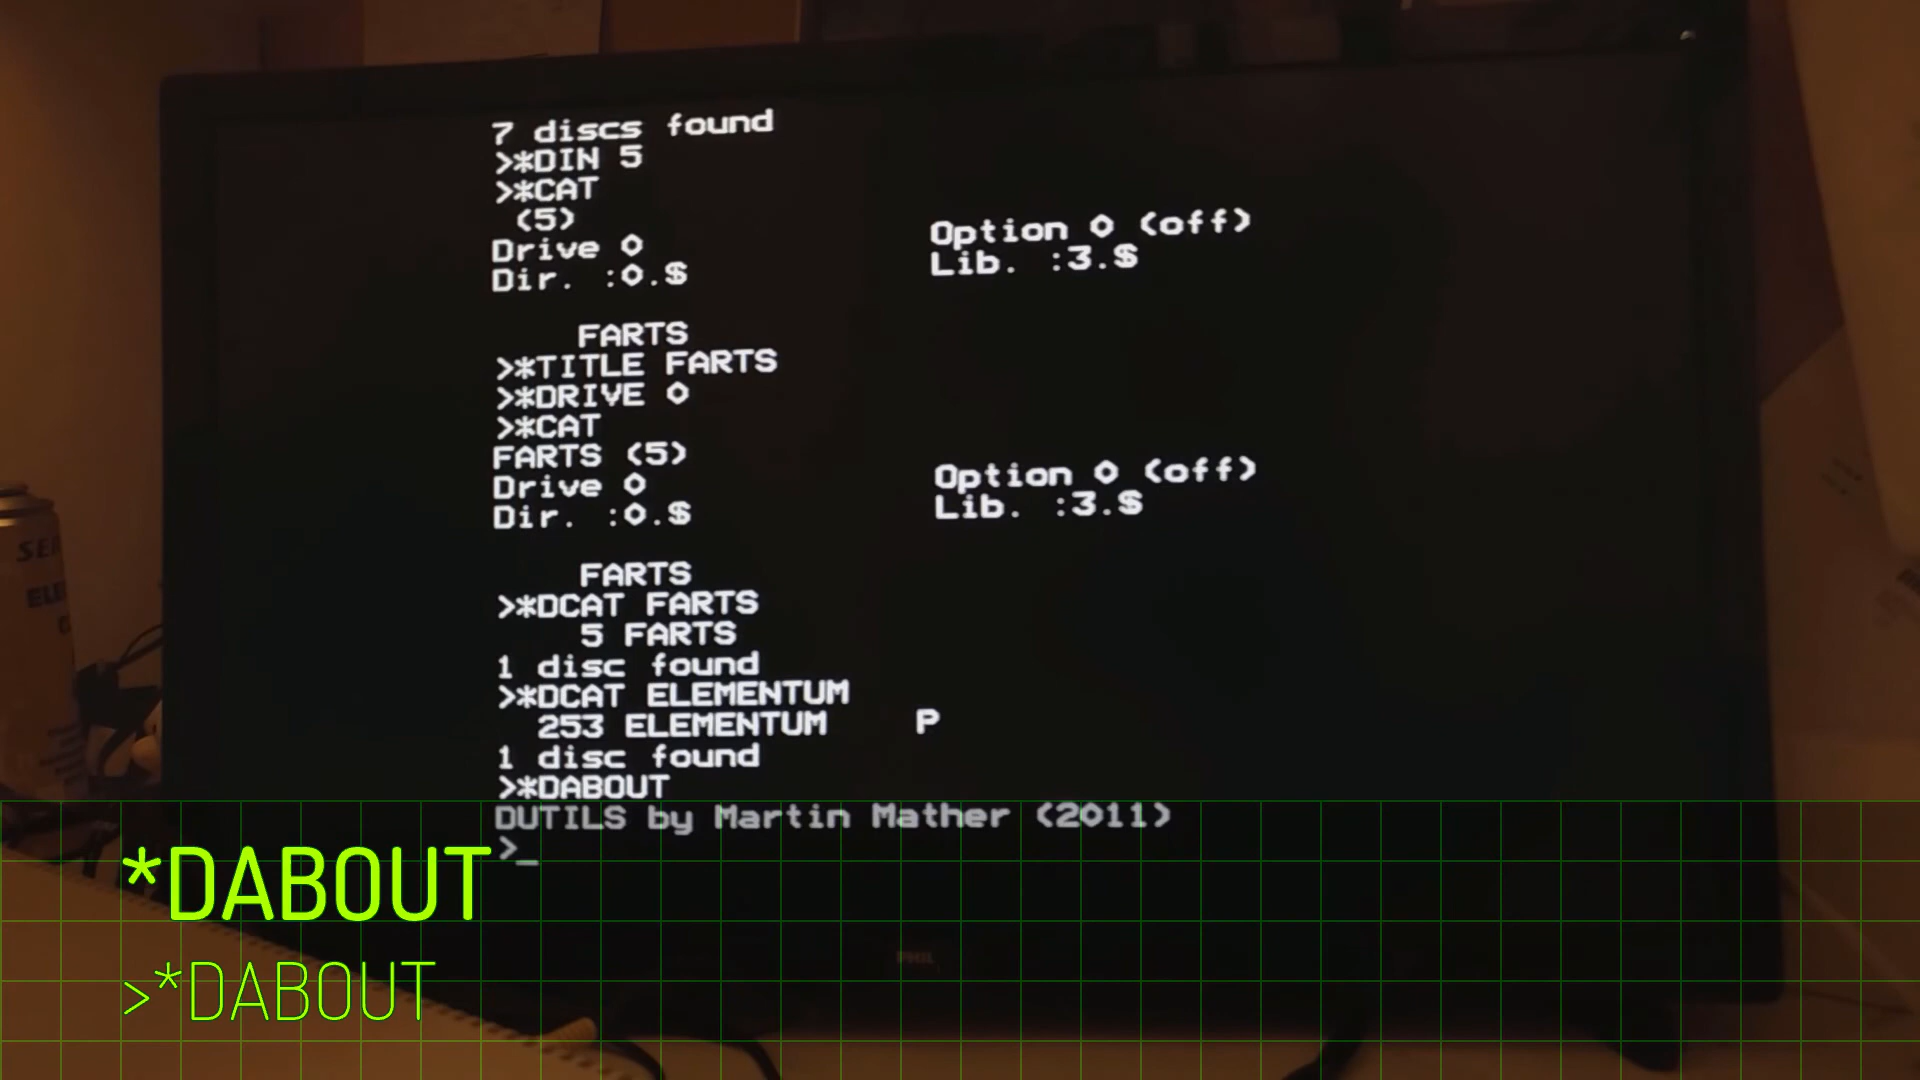 7 discs found
>*DIN 5
>*CAT
(5)
Drive 0 Option 0 (off)
Dir. :0.$ Lib. :3.$
FARTS
>*TITLE FARTS
>*DRIVE 0
>*CAT
FARTS (5)
Drive 0 Option 0 (off)
Dir. :0.$ Lib. :3.$
FARTS
>*DCAT FARTS
5 FARTS
1 disc found
>*DCAT ELEMENTUM
253 ELEMENTUM P
1 disc found
>*DABOUT
DUTILS by Martin Mather (2011)
>_
*DABOUT
>*DABOUT